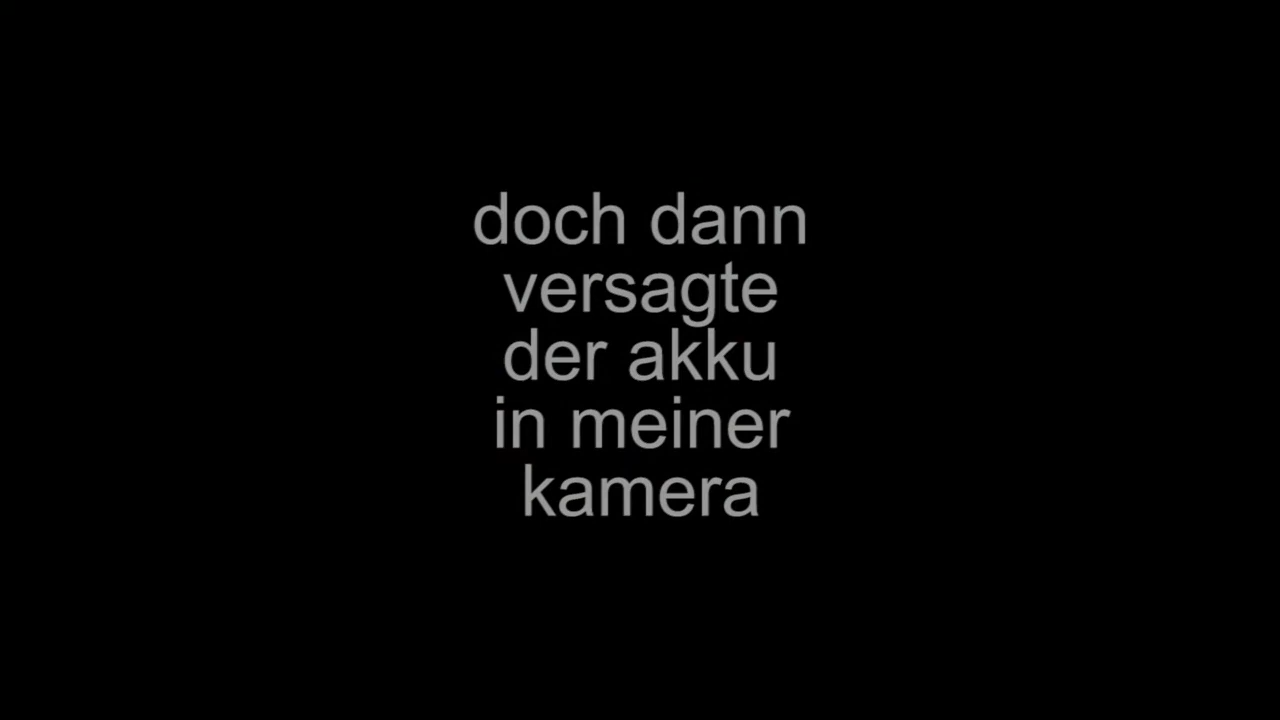 doch dann
versagte
der akku
in meiner
kamera